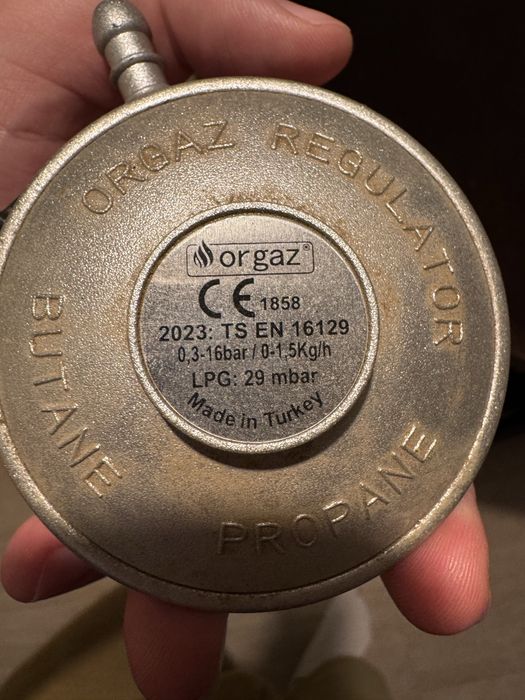 ORGAZ REGULATOR
BUTANE
PROPANE
orgaz®
CE 1858
2023: TS EN 16129
0,3-16bar / 0-1,5Kg/h
LPG: 29 mbar
Made in Turkey